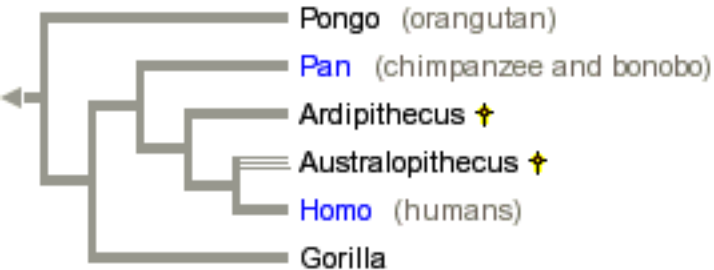 Pongo (orangutan)
Pan (chimpanzee and bonobo)
Ardipithecus
Australopithecus
Homo (humans)
Gorilla